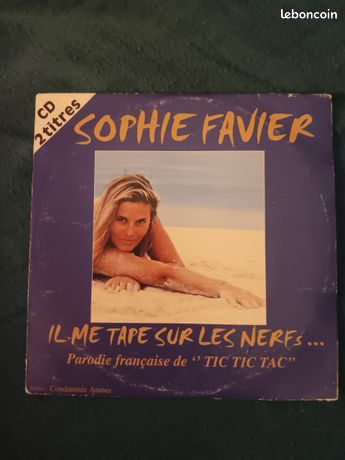 leboncoin
CD
2 titres
SOPHIE FAVIER
IL ME TAPE SUR LES NERFS...
Parodie française de '' TIC TIC TAC''
Condamnée Amour